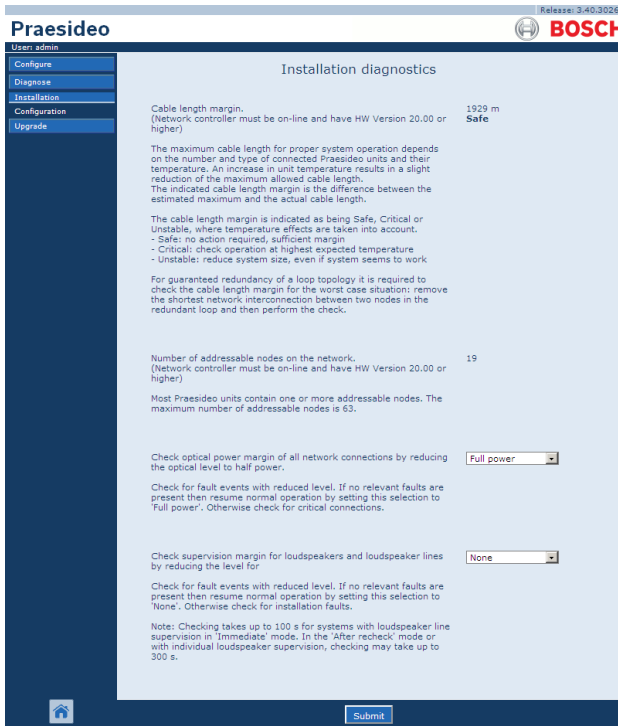 Release: 3.40.3026
Praesideo
BOSCH
User: admin
Configure
Diagnose
Installation
Configuration
Upgrade
Installation diagnostics
Cable length margin.
(Network controller must be on-line and have HW Version 20.00 or
higher)
1929 m
Safe
The maximum cable length for proper system operation depends
on the number and type of connected Praesideo units and their
temperature. An increase in unit temperature results in a slight
reduction of the maximum allowed cable length.
The indicated cable length margin is the difference between the
estimated maximum and the actual cable length.
The cable length margin is indicated as being Safe, Critical or
Unstable, where temperature effects are taken into account.
- Safe: no action required, sufficient margin
- Critical: check operation at highest expected temperature
- Unstable: reduce system size, even if system seems to work
For guaranteed redundancy of a loop topology it is required to
check the cable length margin for the worst case situation: remove
the shortest network interconnection between two nodes in the
redundant loop and then perform the check.
Number of addressable nodes on the network.
(Network controller must be on-line and have HW Version 20.00 or
higher)
19
Most Praesideo units contain one or more addressable nodes. The
maximum number of addressable nodes is 63.
Check optical power margin of all network connections by reducing
the optical level to half power.
Full power
Check for fault events with reduced level. If no relevant faults are
present then resume normal operation by setting this selection to
'Full power'. Otherwise check for critical connections.
Check supervision margin for loudspeakers and loudspeaker lines
by reducing the level for
None
Check for fault events with reduced level. If no relevant faults are
present then resume normal operation by setting this selection to
'None'. Otherwise check for installation faults.
Note: Checking takes up to 100 s for systems with loudspeaker line
supervision in 'Immediate' mode. In the 'After recheck' mode or
with individual loudspeaker supervision, checking may take up to
300 s.
Submit